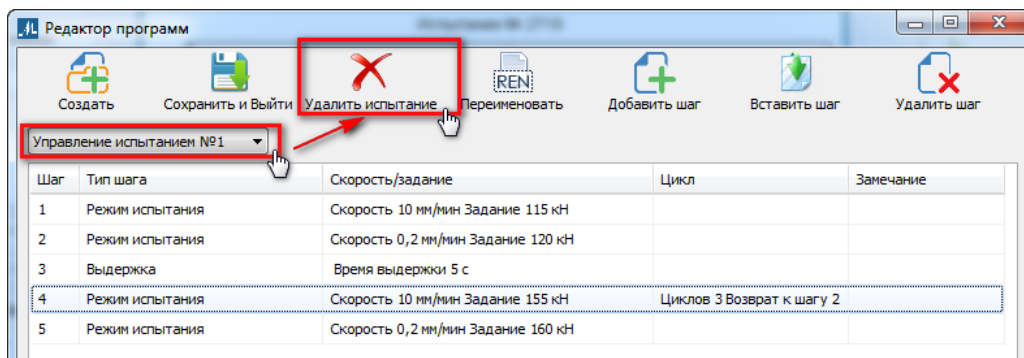 Редактор программ
Испытание № 2716
Создать Сохранить и Выйти Удалить испытание Переименовать Добавить шаг Вставить шаг Удалить шаг
REN
Управление испытанием №1
Шаг Тип шага Скорость/задание Цикл Замечание
1 Режим испытания Скорость 10 мм/мин Задание 115 кН
2 Режим испытания Скорость 0,2 мм/мин Задание 120 кН
3 Выдержка Время выдержки 5 с
4 Режим испытания Скорость 10 мм/мин Задание 155 кН Циклов 3 Возврат к шагу 2
5 Режим испытания Скорость 0,2 мм/мин Задание 160 кН